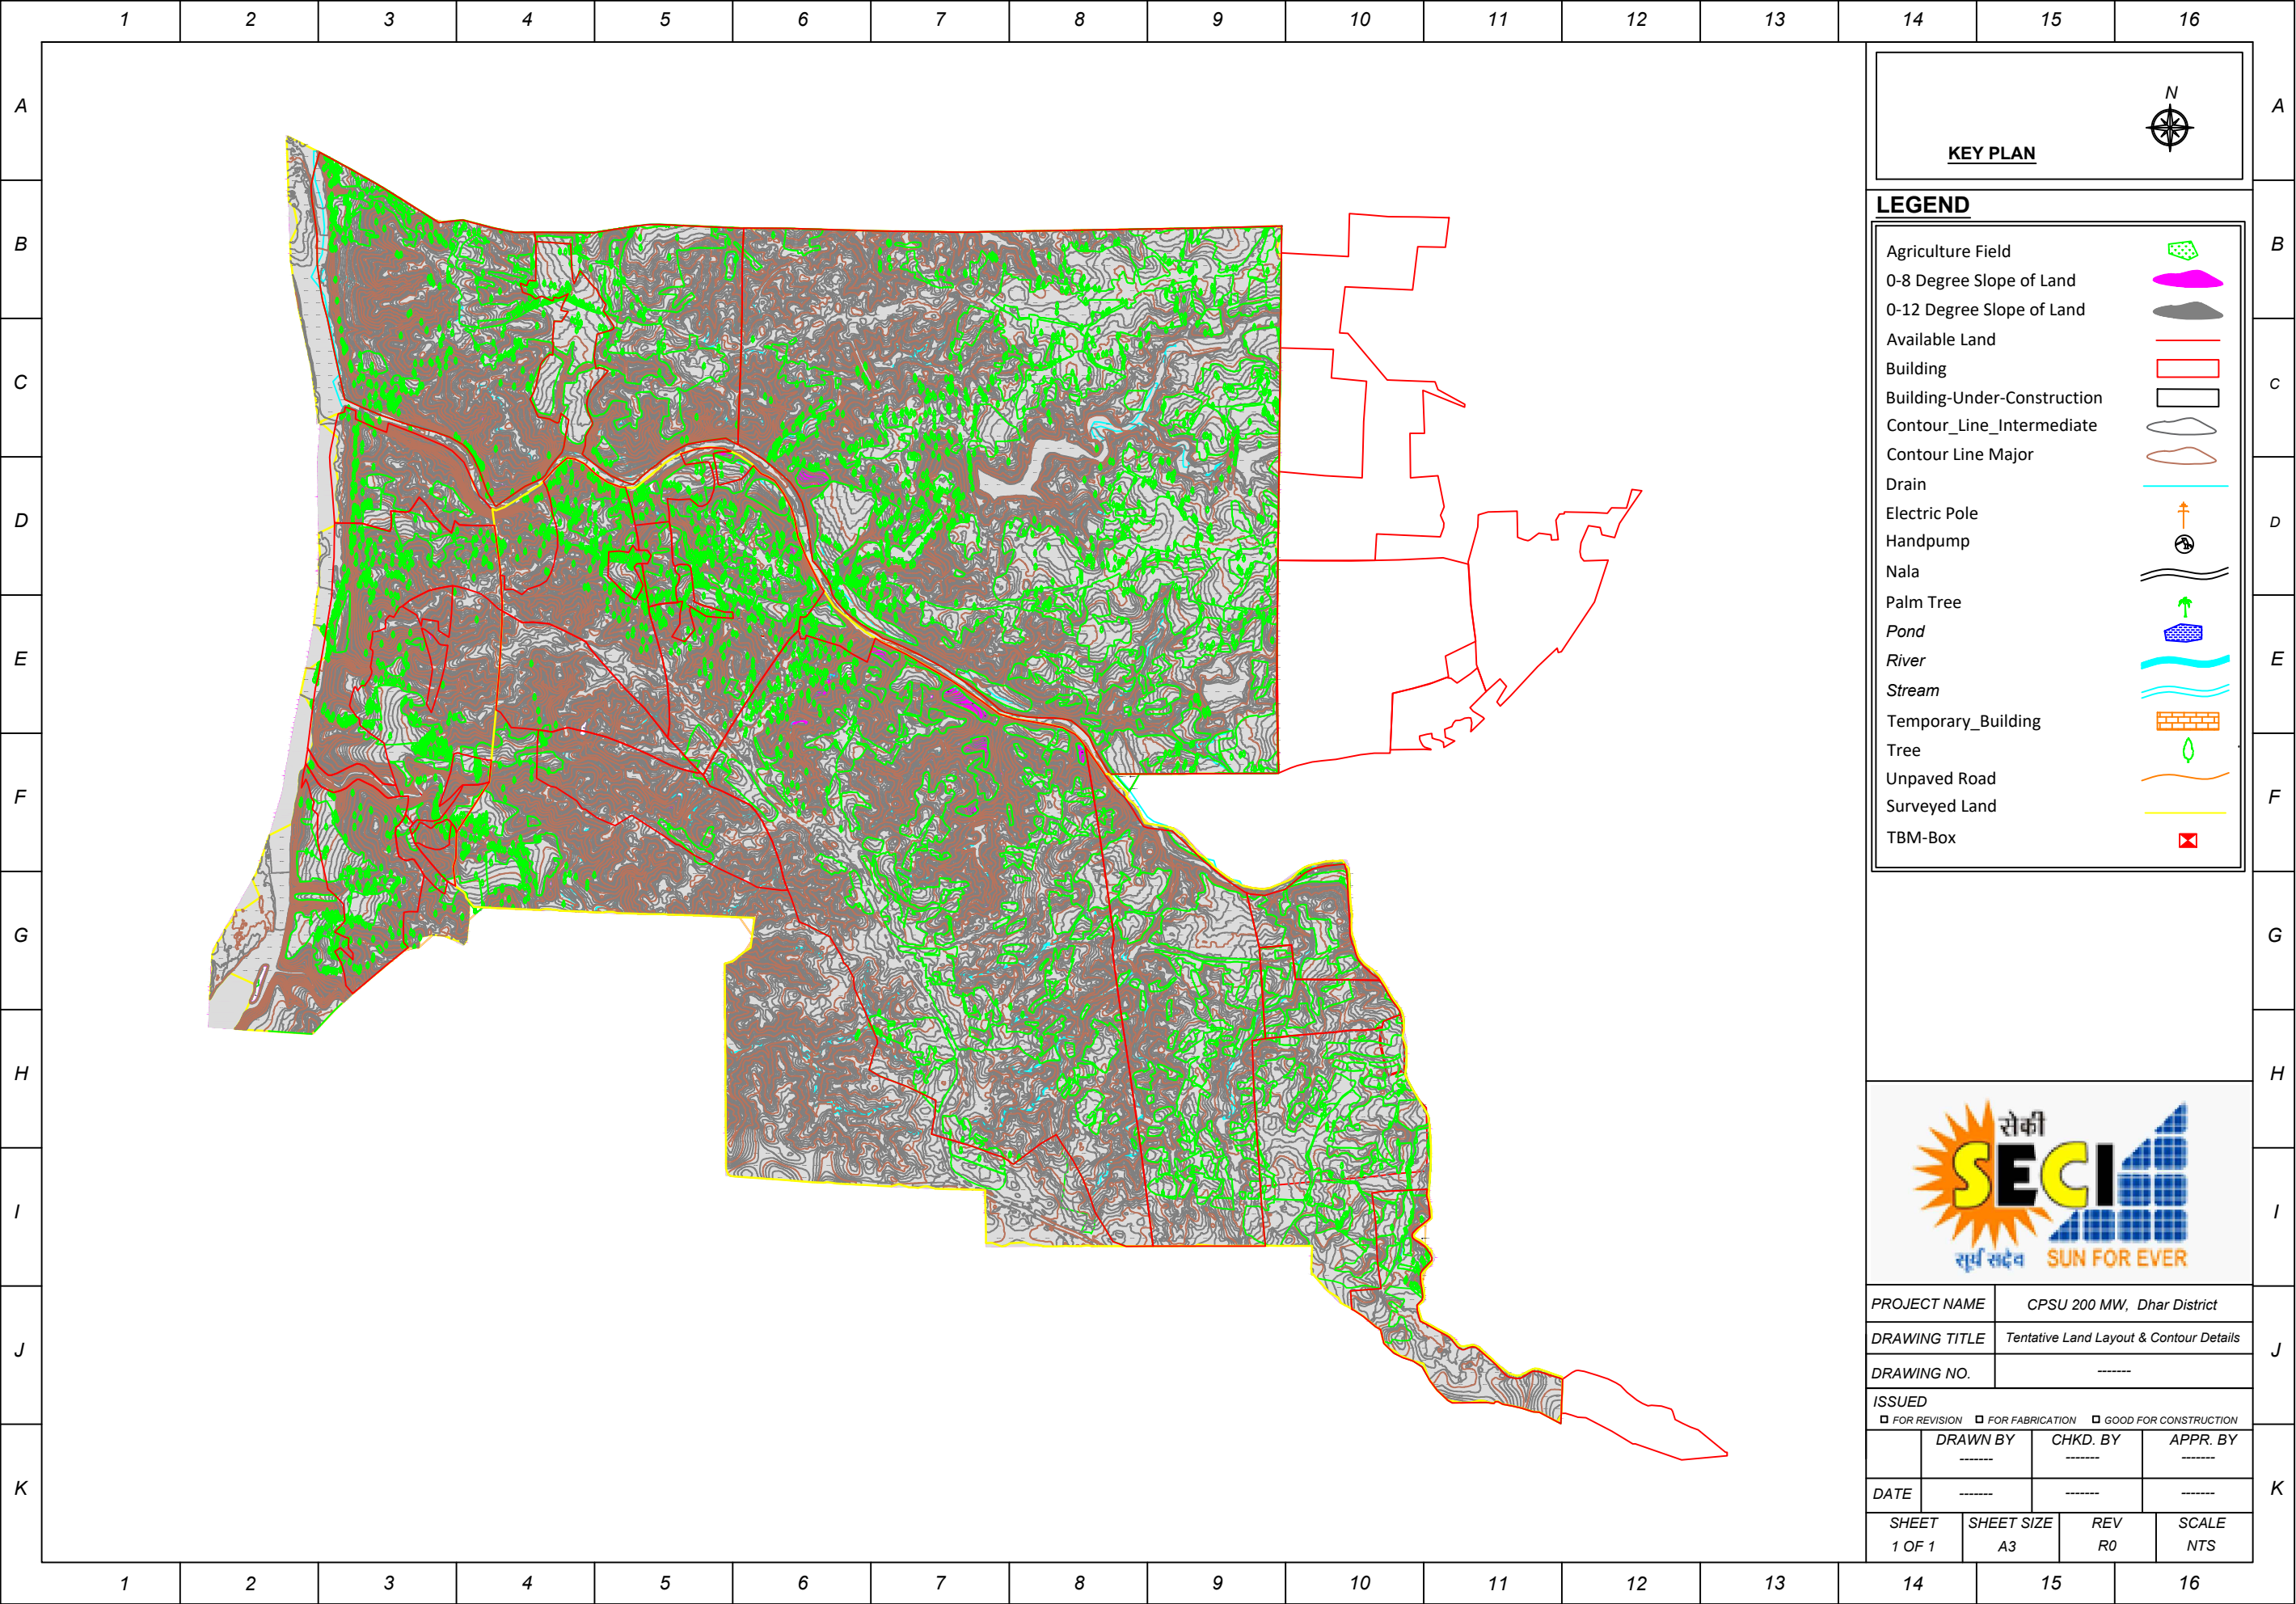 1 2 3 4 5 6 7 8 9 10 11 12 13 14 15 16
A
B
C
D
E
F
G
H
I
J
K
N
KEY PLAN
LEGEND
Agriculture Field
0-8 Degree Slope of Land
0-12 Degree Slope of Land
Available Land
Building
Building-Under-Construction
Contour_Line_Intermediate
Contour Line Major
Drain
Electric Pole
Handpump
Nala
Palm Tree
Pond
River
Stream
Temporary_Building
Tree
Unpaved Road
Surveyed Land
TBM-Box
सेकी
SECI
सूर्य सदैव SUN FOR EVER
PROJECT NAME CPSU 200 MW, Dhar District
DRAWING TITLE Tentative Land Layout & Contour Details
DRAWING NO. -------
ISSUED
FOR REVISION FOR FABRICATION GOOD FOR CONSTRUCTION
DRAWN BY CHKD. BY APPR. BY
------- ------- -------
DATE ------- ------- -------
SHEET SHEET SIZE REV SCALE
1 OF 1 A3 R0 NTS
A
B
C
D
E
F
G
H
I
J
K
1 2 3 4 5 6 7 8 9 10 11 12 13 14 15 16